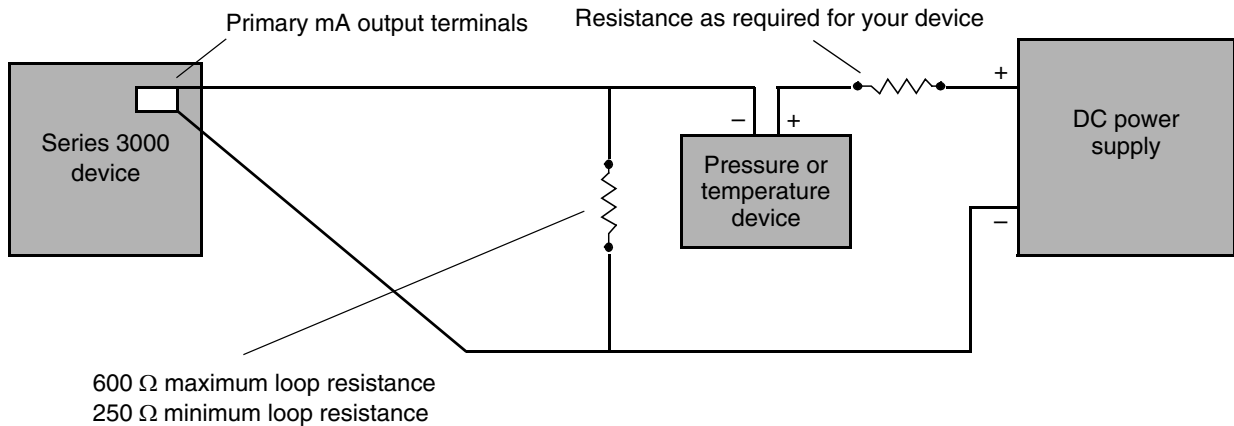 Primary mA output terminals
Resistance as required for your device
Series 3000
device
–
+
Pressure or
temperature
device
+
DC power
supply
–
600 Ω maximum loop resistance
250 Ω minimum loop resistance